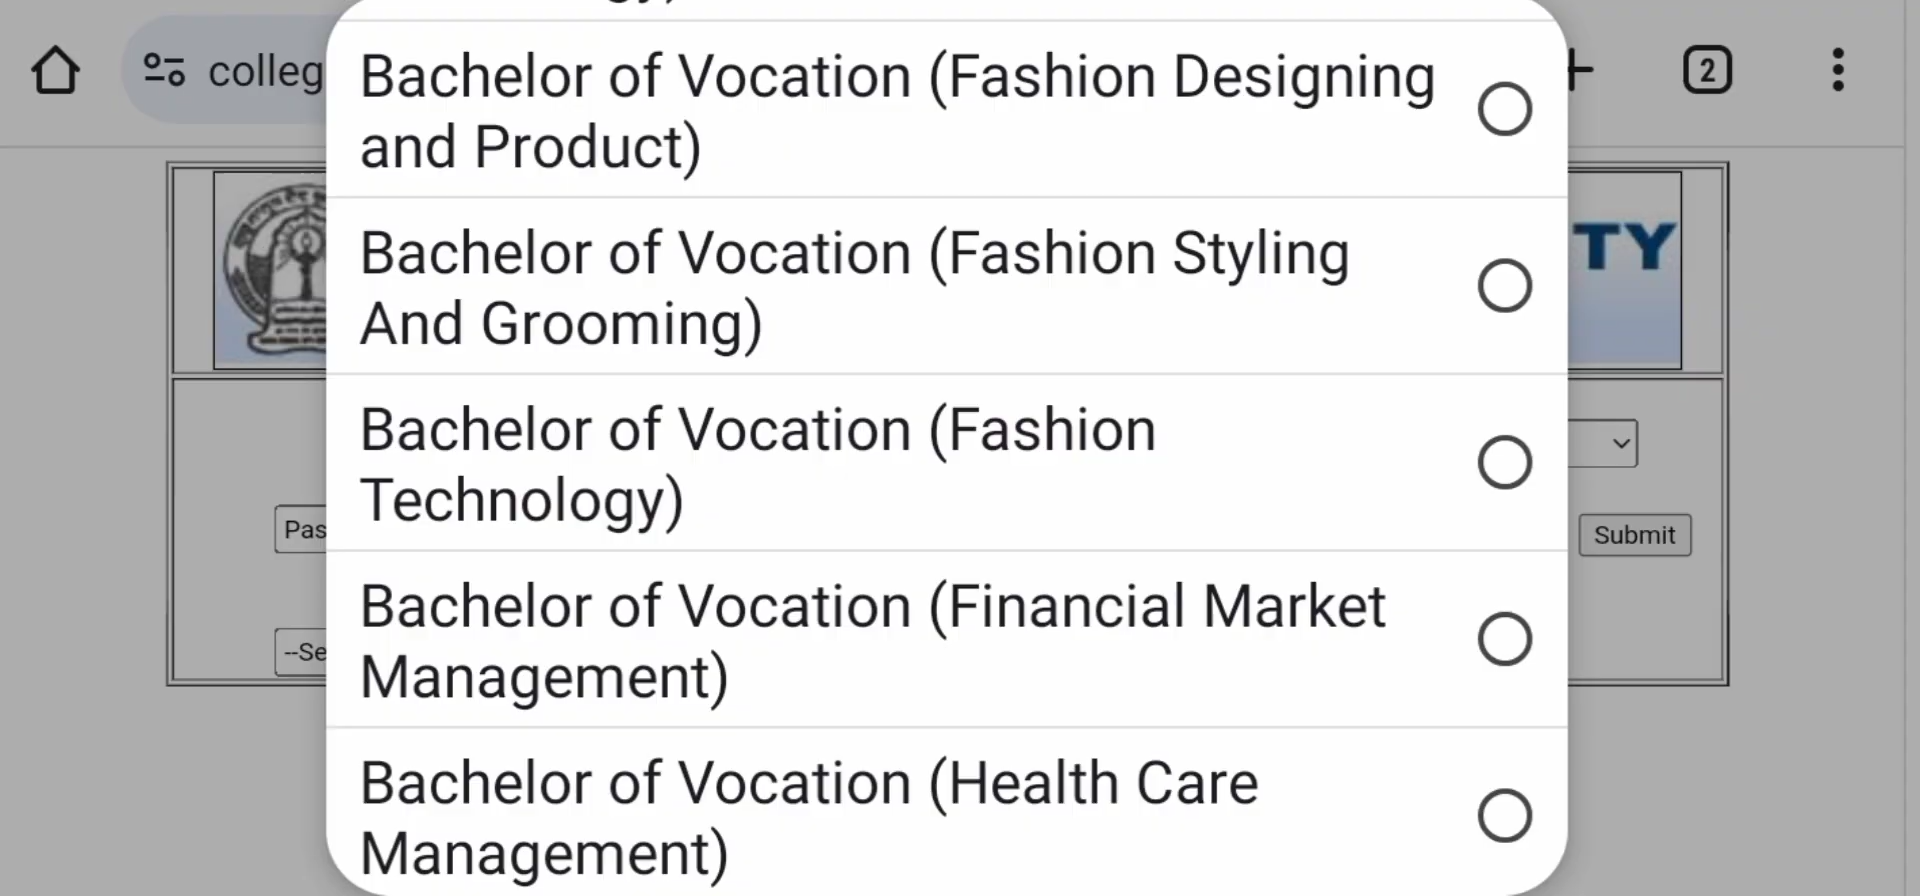 colleg
2
Bachelor of Vocation (Fashion Designing
and Product)
Bachelor of Vocation (Fashion Styling
And Grooming)
Bachelor of Vocation (Fashion
Technology)
Bachelor of Vocation (Financial Market
Management)
Bachelor of Vocation (Health Care
Management)
TY
Pas
Submit
--Se